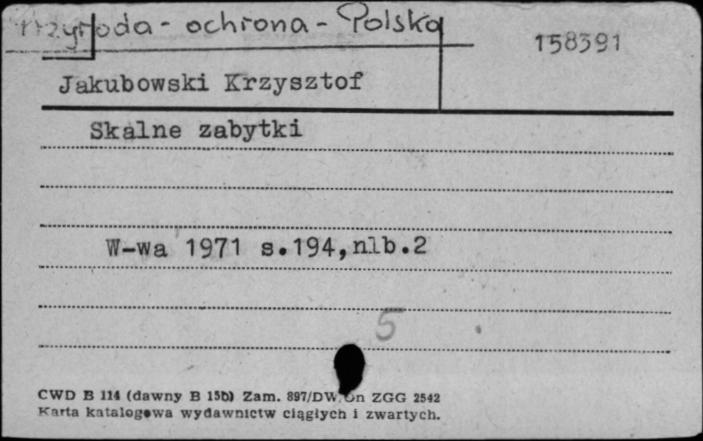 Przyroda - ochrona - Polska
158391
Jakubowski Krzysztof
Skalne zabytki
W-wa 1971 s.194,nlb.2
5
CWD B 114 (dawny B 15b) Zam. 897/DW/On ZGG 2542
Karta katalogowa wydawnictw ciągłych i zwartych.